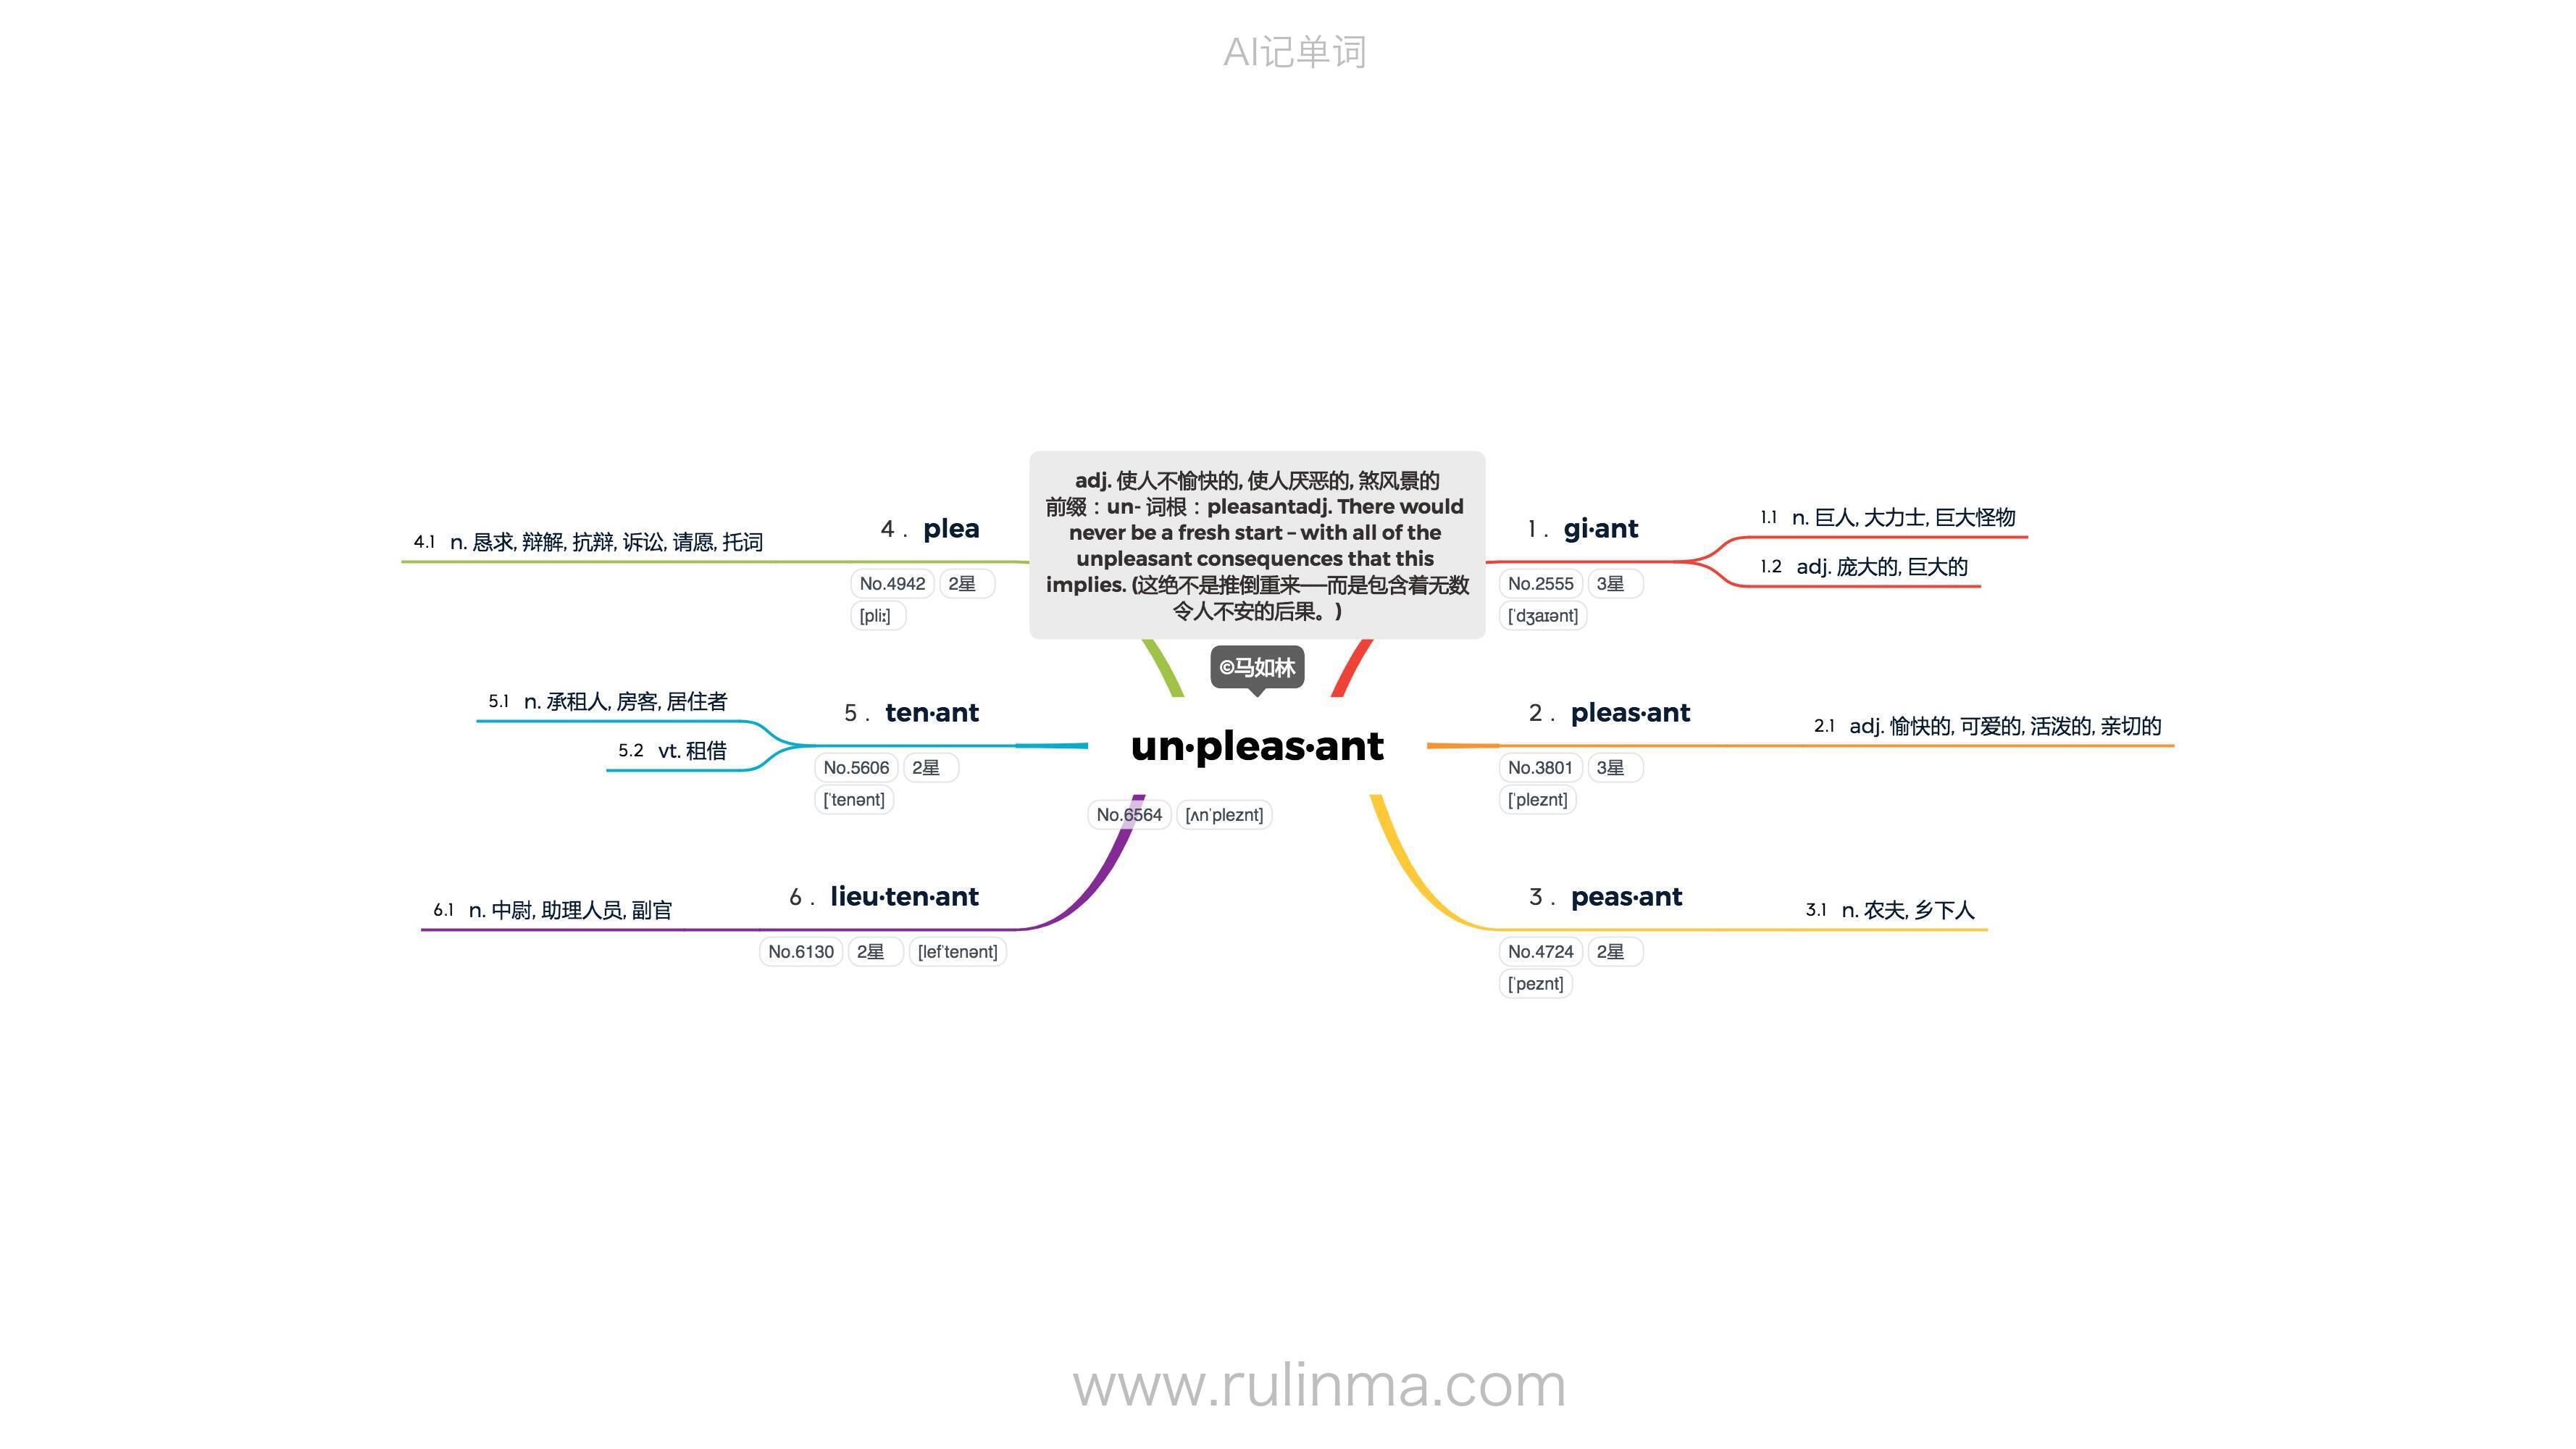 AI记单词
adj. 使人不愉快的, 使人厌恶的, 煞风景的
前缀：un- 词根：pleasantadj. There would
never be a fresh start – with all of the
unpleasant consequences that this
implies. (这绝不是推倒重来──而是包含着无数
令人不安的后果。)
©马如林
un·pleas·ant
No.6564 [ʌnˈpleznt]
1. gi·ant
No.2555 3星
[ˈdʒaɪənt]
1.1 n. 巨人, 大力士, 巨大怪物
1.2 adj. 庞大的, 巨大的
2. pleas·ant
No.3801 3星
[ˈpleznt]
2.1 adj. 愉快的, 可爱的, 活泼的, 亲切的
3. peas·ant
No.4724 2星
[ˈpeznt]
3.1 n. 农夫, 乡下人
4. plea
No.4942 2星
[pliː]
4.1 n. 恳求, 辩解, 抗辩, 诉讼, 请愿, 托词
5. ten·ant
No.5606 2星
[ˈtenənt]
5.1 n. 承租人, 房客, 居住者
5.2 vt. 租借
6. lieu·ten·ant
No.6130 2星 [lefˈtenənt]
6.1 n. 中尉, 助理人员, 副官
www.rulinma.com